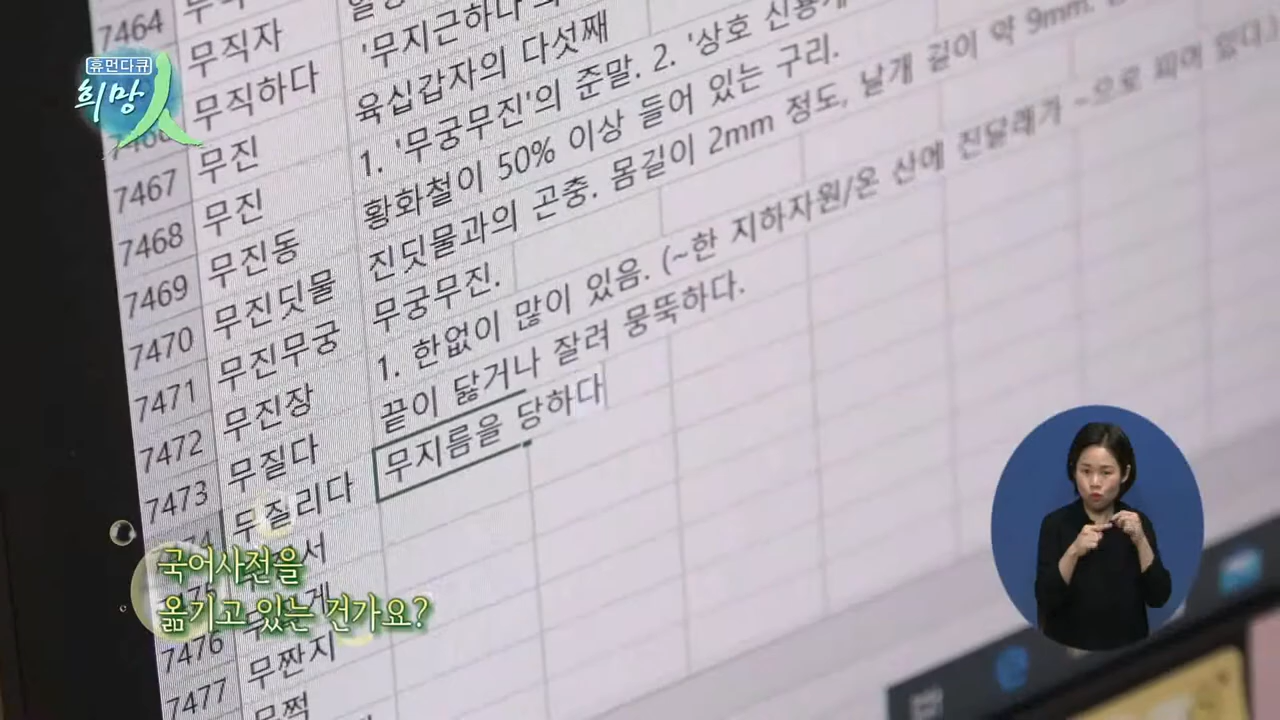 휴먼다큐
희망人
7464
무직자 일정
무직하다 '무지근하다
7467 무진 육십갑자의 다섯째
7468 무진 1. '무궁무진'의 준말. 2. '상호 신용계
7469 무진동 황화철이 50% 이상 들어 있는 구리.
7470 무진딧물 진딧물과의 곤충. 몸길이 2mm 정도, 날개 길이 약 9mm.
7471 무진무궁 무궁무진.
7472 무진장 1. 한없이 많이 있음. (~한 지하자원/온 산에 진달래가 ~으로 피어 있다.)
7473 무질다 끝이 닳거나 잘려 뭉뚝하다.
무질리다 무지름을 당하다
서
7476 게
7477 무짠지
무쩍
국어사전을
옮기고 있는 건가요?